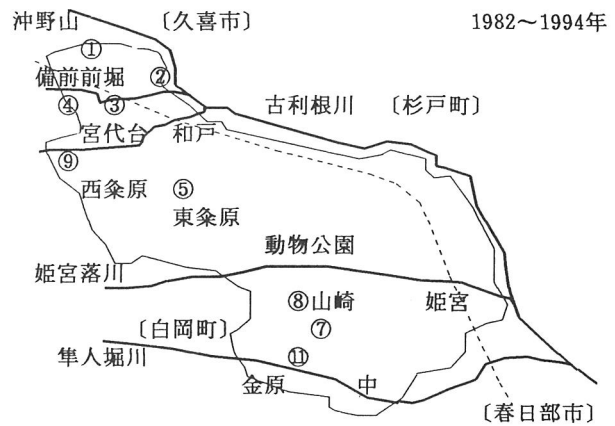 沖野山 〔久喜市〕 1982～1994年
①
備前前堀 ②
④ ③ 古利根川 〔杉戸町〕
宮代台 和戸
⑨
西粂原 ⑤
東粂原
動物公園
姫宮落川
⑧山崎 姫宮
〔白岡町〕 ⑦
隼人堀川 ⑪
金原 中
〔春日部市〕